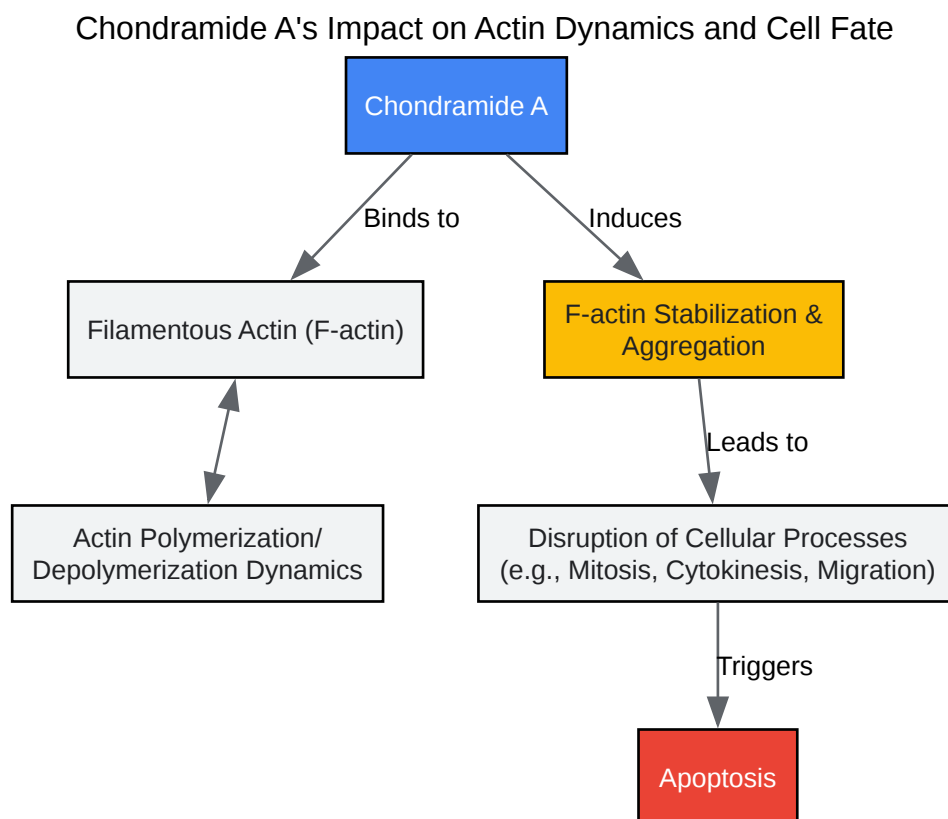 Chondramide A's Impact on Actin Dynamics and Cell Fate
Chondramide A
Binds to
Induces
Filamentous Actin (F-actin)
F-actin Stabilization &
Aggregation
Leads to
Actin Polymerization/
Depolymerization Dynamics
Disruption of Cellular Processes
(e.g., Mitosis, Cytokinesis, Migration)
Triggers
Apoptosis